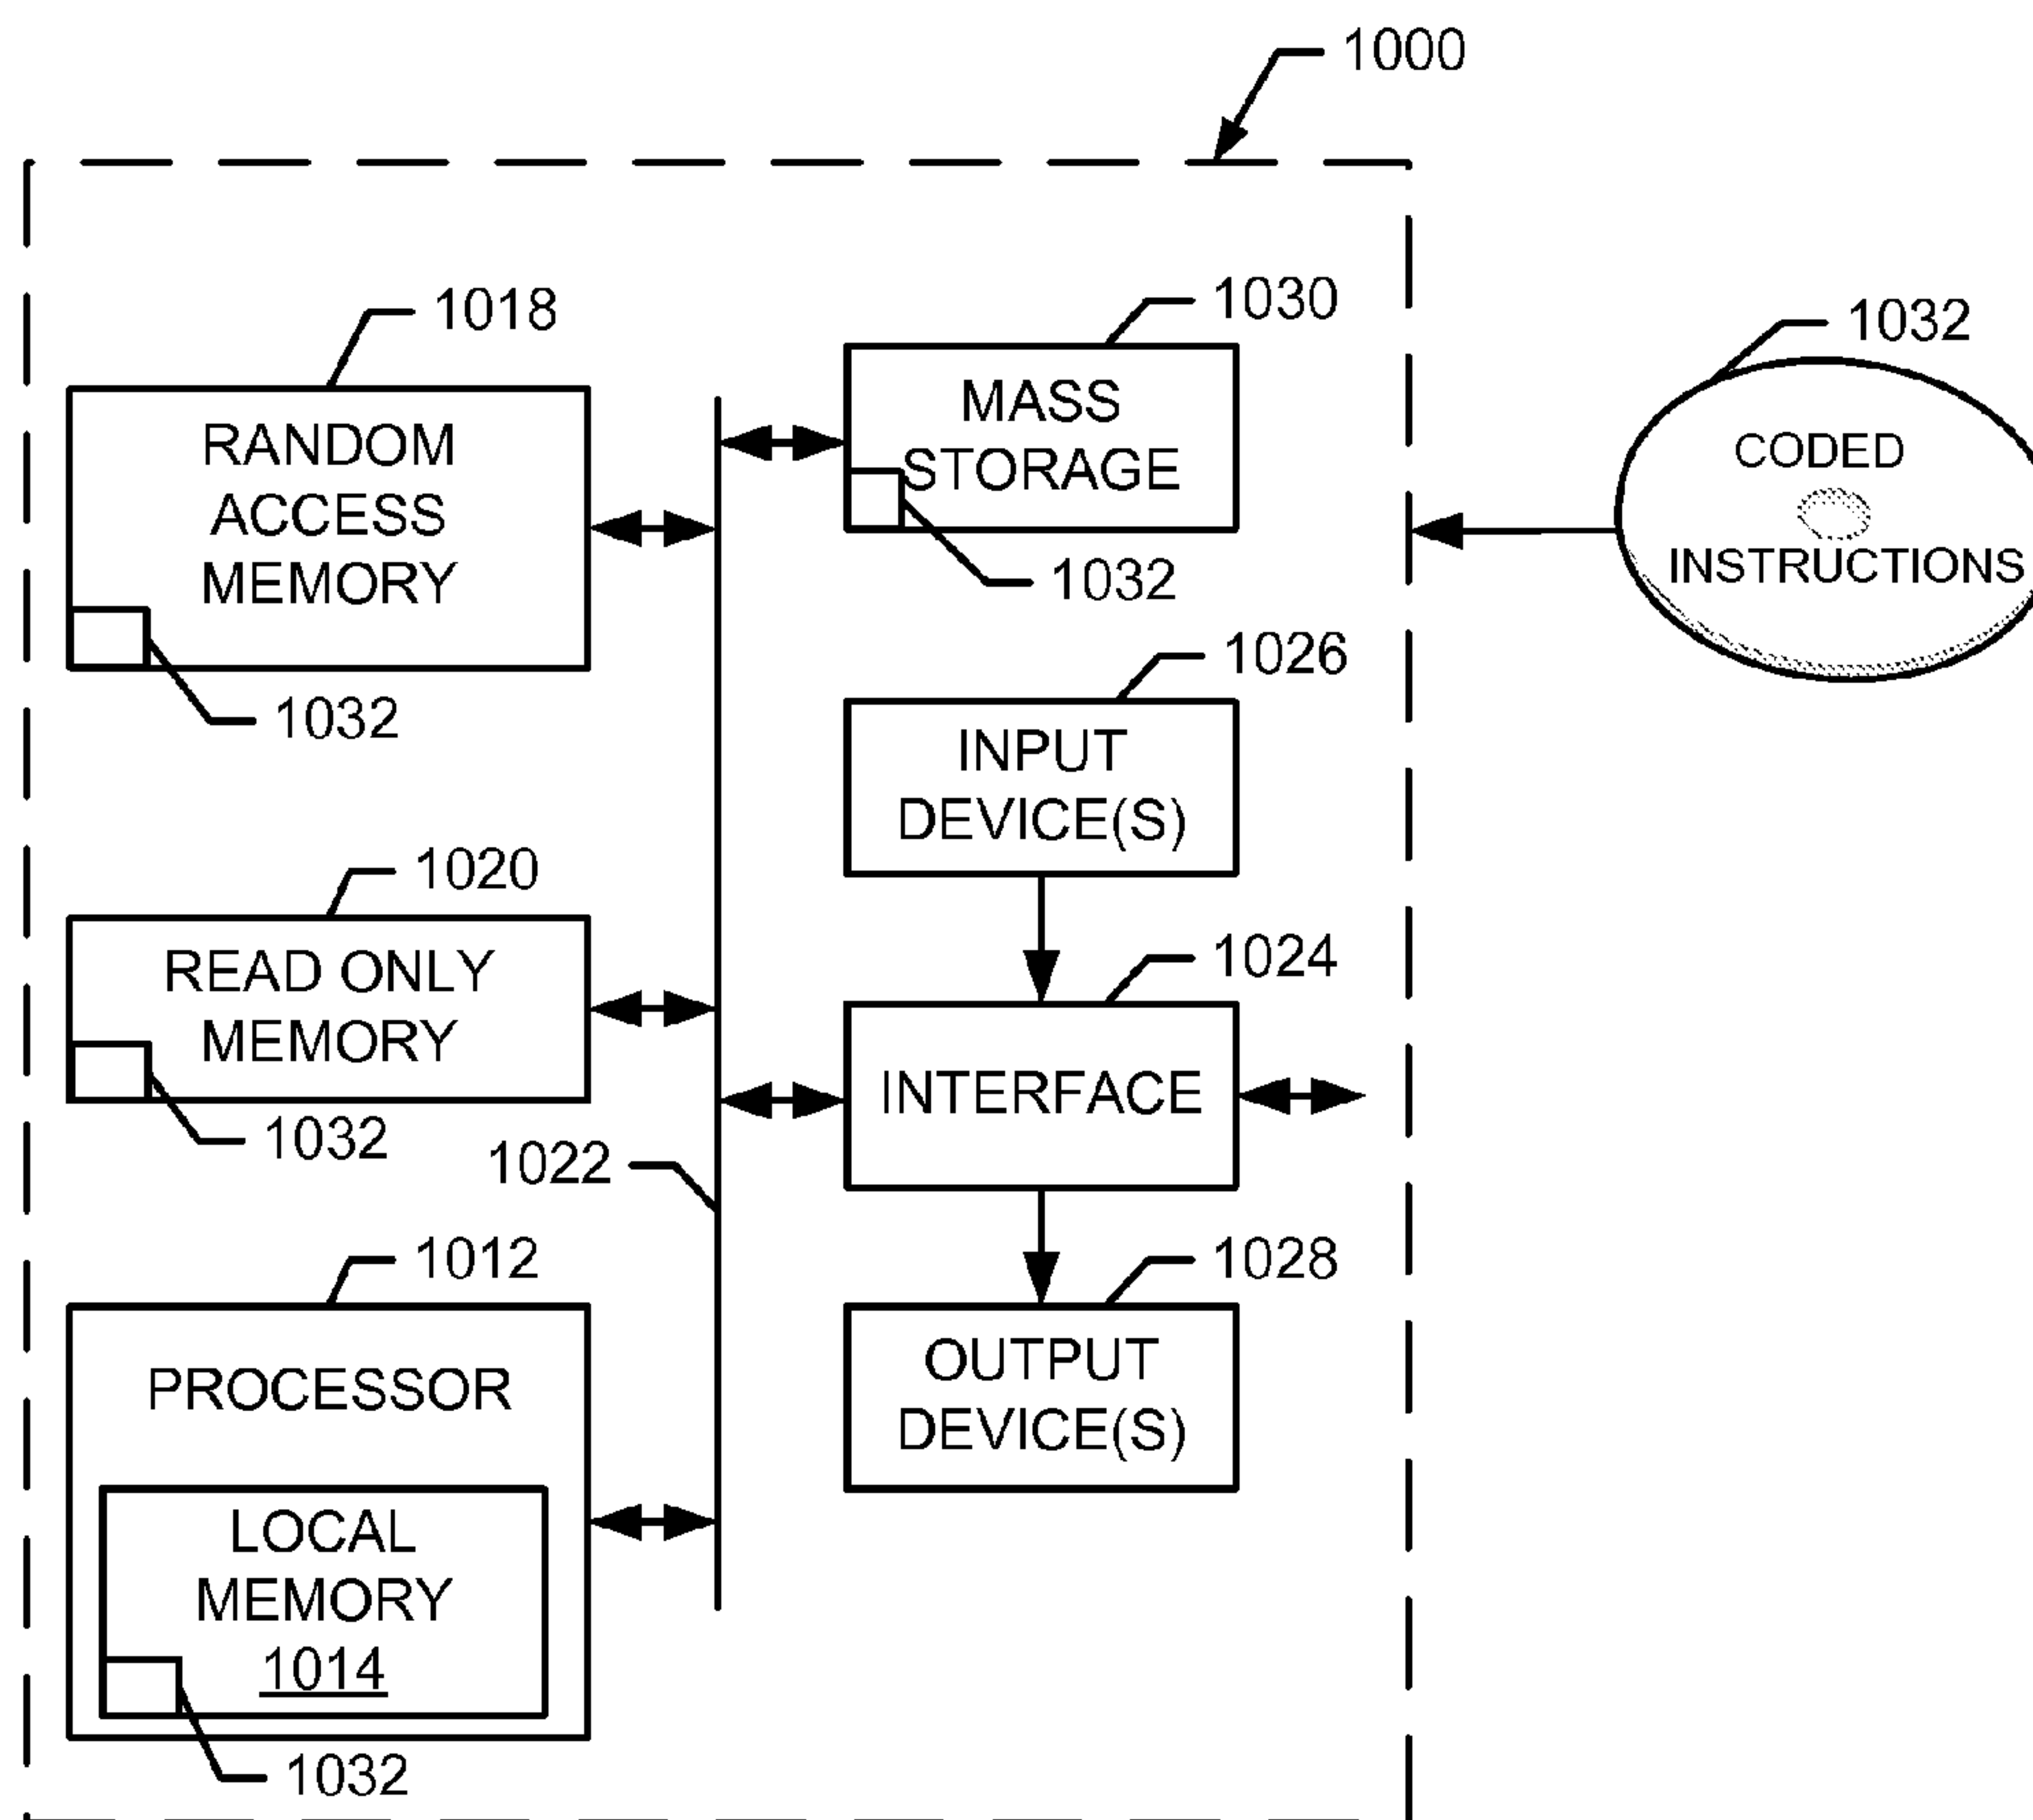 1000
1018
RANDOM
ACCESS
MEMORY
1032
1020
READ ONLY
MEMORY
1032
1022
1012
PROCESSOR
LOCAL
MEMORY
1014
1032
1030
MASS
STORAGE
1032
1026
INPUT
DEVICE(S)
1024
INTERFACE
1028
OUTPUT
DEVICE(S)
1032
CODED
INSTRUCTIONS